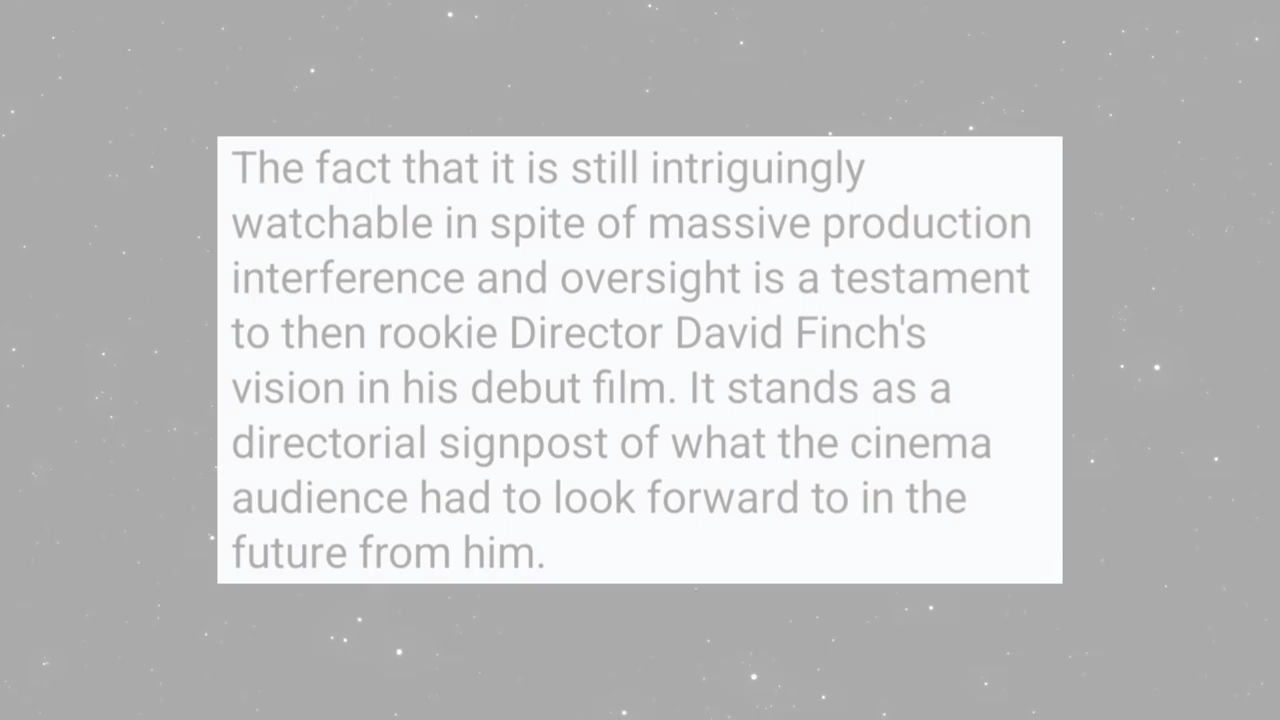 The fact that it is still intriguingly
watchable in spite of massive production
interference and oversight is a testament
to then rookie Director David Finch's
vision in his debut film. It stands as a
directorial signpost of what the cinema
audience had to look forward to in the
future from him.